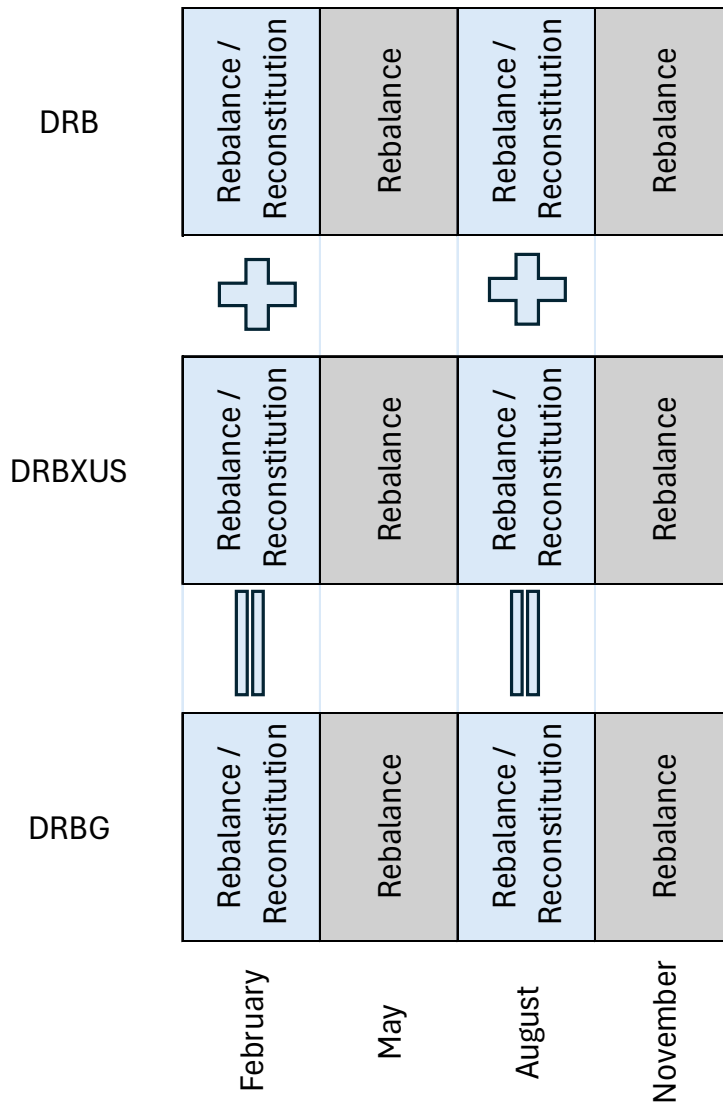 DRB
Rebalance /
Reconstitution
Rebalance
Rebalance /
Reconstitution
Rebalance
DRBXUS
Rebalance /
Reconstitution
Rebalance
Rebalance /
Reconstitution
Rebalance
DRBG
Rebalance /
Reconstitution
Rebalance
Rebalance /
Reconstitution
Rebalance
February
May
August
November